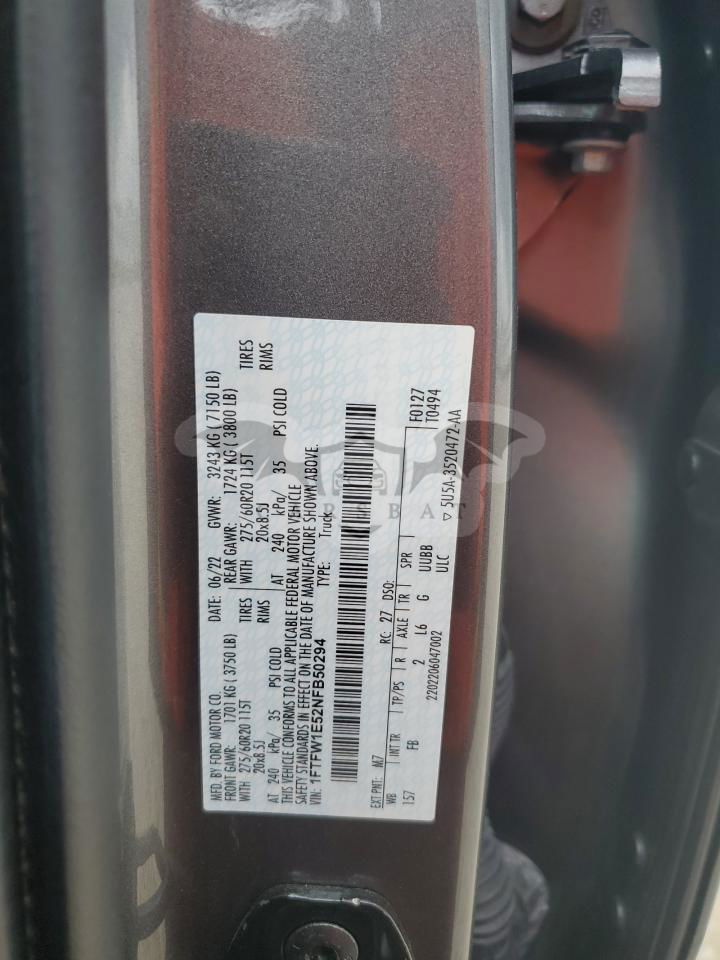 MFD. BY FORD MOTOR CO.
DATE: 06/22 GVWR: 3243 KG ( 7150 LB)
FRONT GAWR: 1701 KG ( 3750 LB)
REAR GAWR: 1724 KG ( 3800 LB)
WITH 275/60R20 115T TIRES
WITH 275/60R20 115T TIRES
20x8.5J RIMS
20x8.5J RIMS
AT 240 kPa/ 35 PSI COLD
AT 240 kPa/ 35 PSI COLD
THIS VEHICLE CONFORMS TO ALL APPLICABLE FEDERAL MOTOR VEHICLE
SAFETY STANDARDS IN EFFECT ON THE DATE OF MANUFACTURE SHOWN ABOVE.
VIN: 1FTFW1E52NFB50294 TYPE: Truck
EXT PNT: M7 RC: 27 DSO: F0127
T0494
WB INT TR TP/PS R AXLE TR SPR
157 FB 2 L6 G UUBB
2202206047002 ULC
▽ 5U5A-3520472-AA